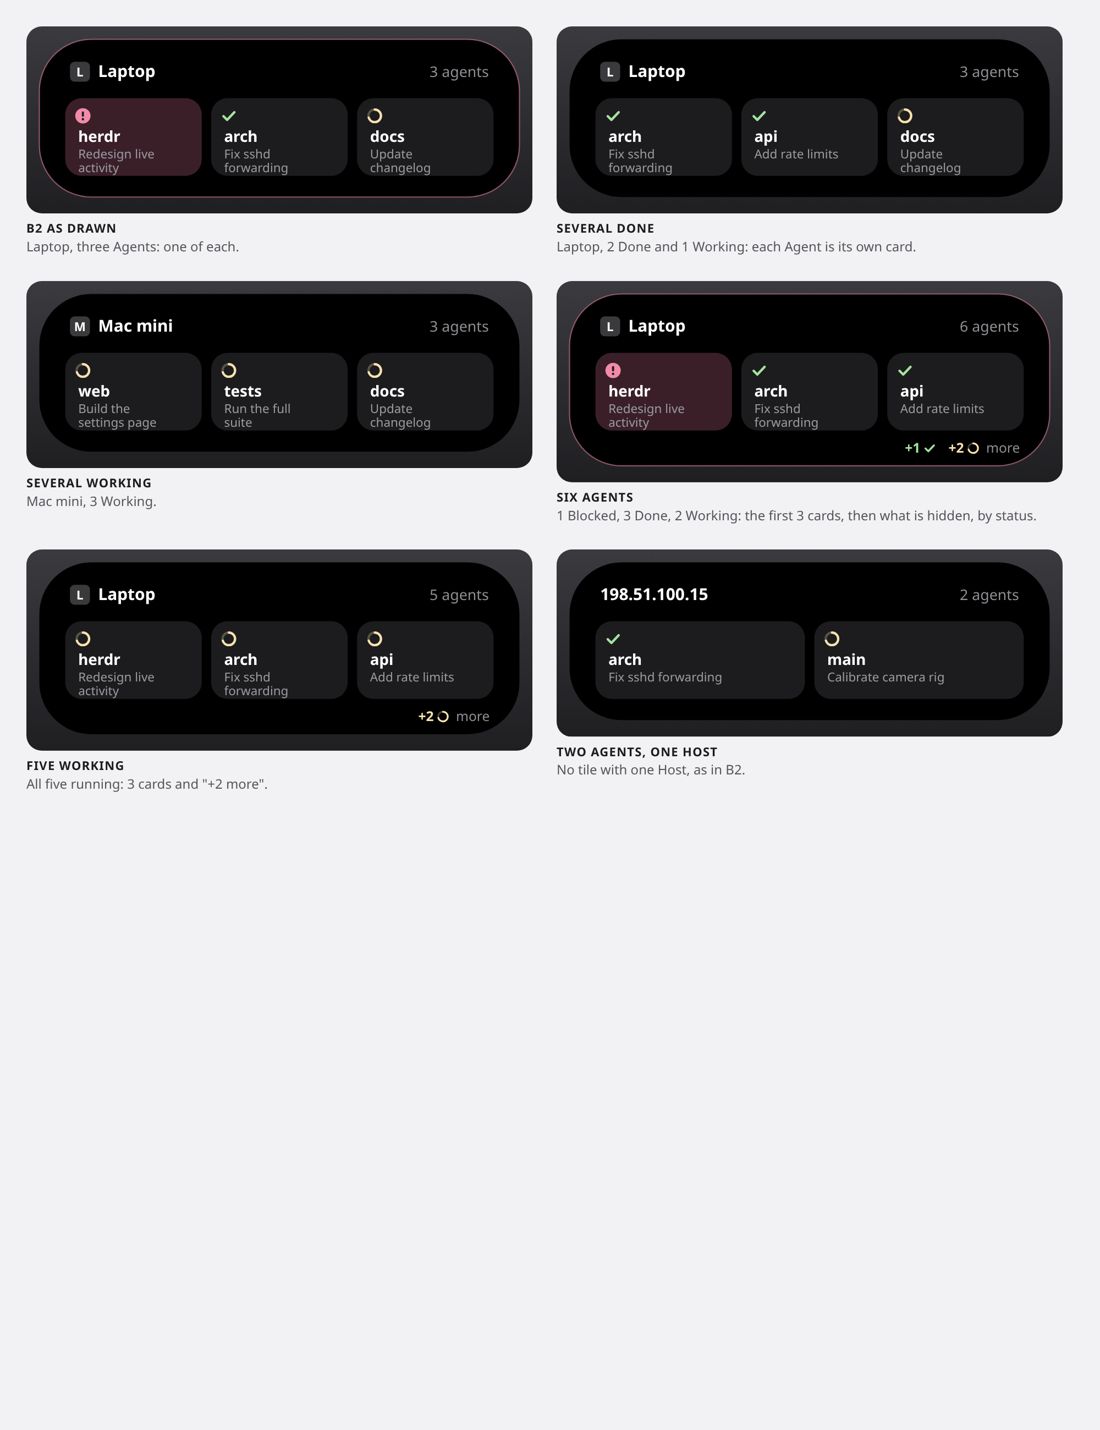 L Laptop 3 agents
herdr
Redesign live
activity
arch
Fix sshd
forwarding
docs
Update
changelog
B2 AS DRAWN
Laptop, three Agents: one of each.
L Laptop 3 agents
arch
Fix sshd
forwarding
api
Add rate limits
docs
Update
changelog
SEVERAL DONE
Laptop, 2 Done and 1 Working: each Agent is its own card.
M Mac mini 3 agents
web
Build the
settings page
tests
Run the full
suite
docs
Update
changelog
SEVERAL WORKING
Mac mini, 3 Working.
L Laptop 6 agents
herdr
Redesign live
activity
arch
Fix sshd
forwarding
api
Add rate limits
+1 +2 more
SIX AGENTS
1 Blocked, 3 Done, 2 Working: the first 3 cards, then what is hidden, by status.
L Laptop 5 agents
herdr
Redesign live
activity
arch
Fix sshd
forwarding
api
Add rate limits
+2 more
FIVE WORKING
All five running: 3 cards and "+2 more".
198.51.100.15 2 agents
arch
Fix sshd forwarding
main
Calibrate camera rig
TWO AGENTS, ONE HOST
No tile with one Host, as in B2.